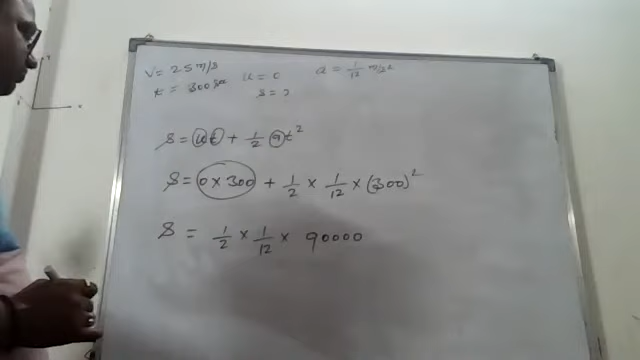 V = 25 m/s u = 0 a = 1/12 m/s²
t = 300 sec s = ?
S = ut + 1/2 at²
S = 0 × 300 + 1/2 × 1/12 × (300)²
S = 1/2 × 1/12 × 90000